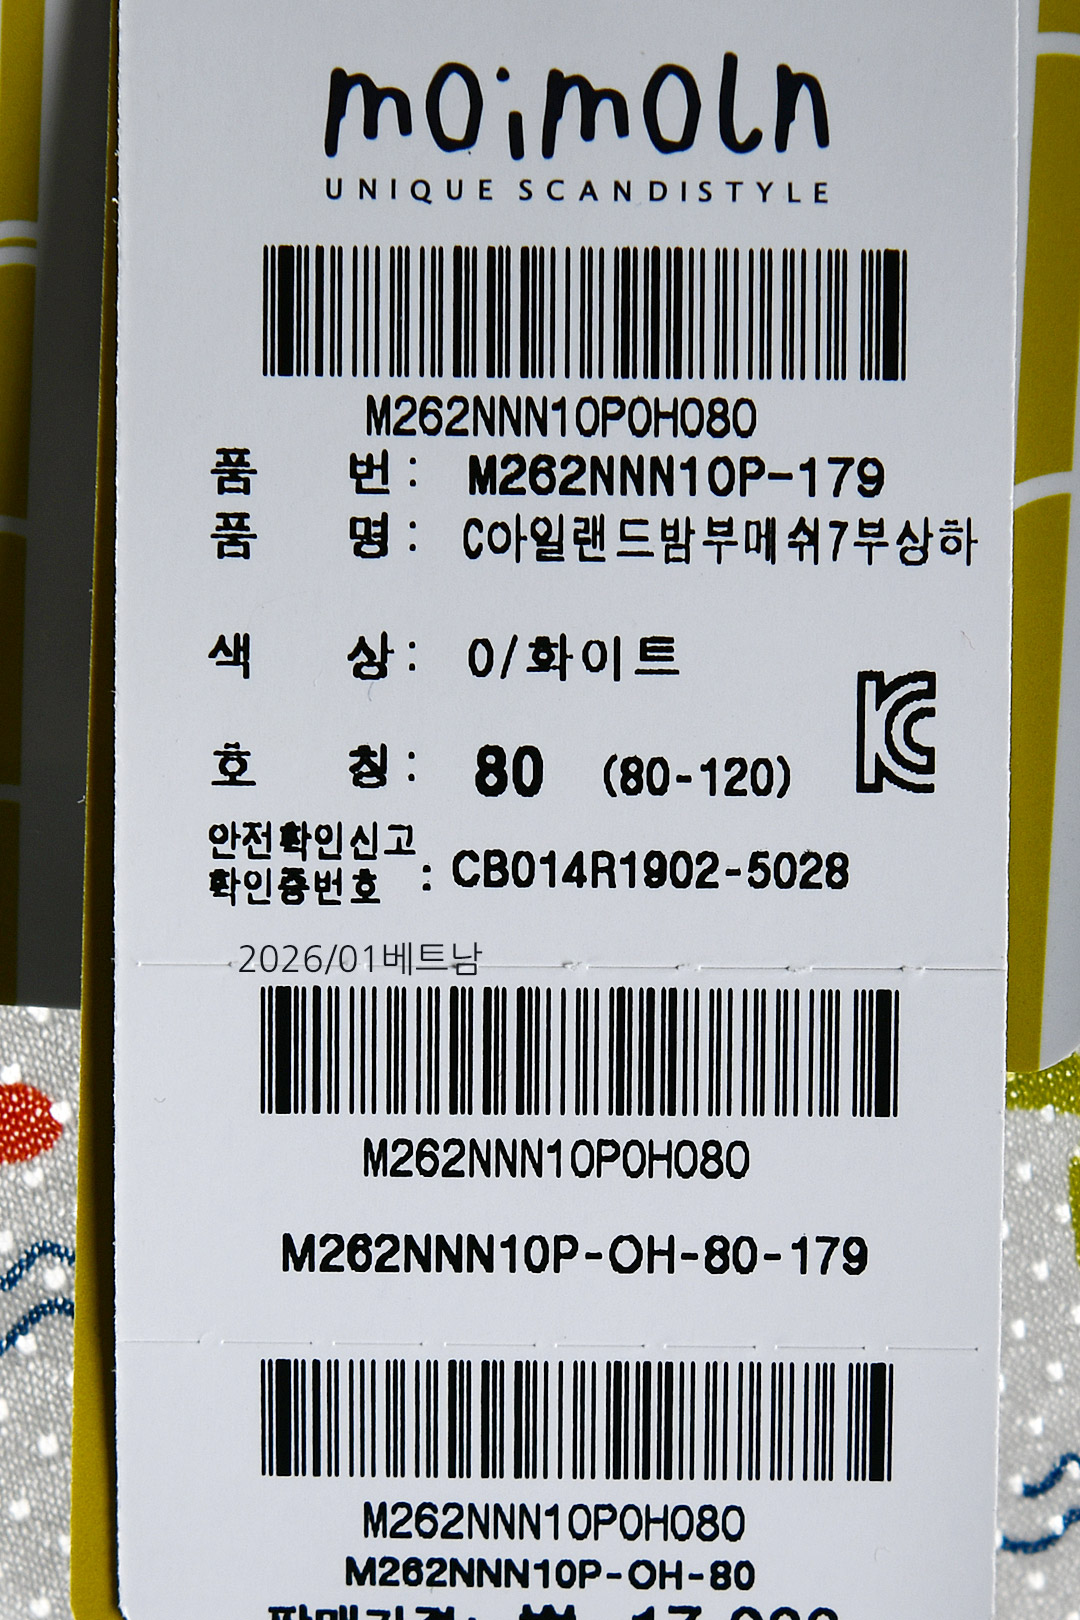 moimoln
UNIQUE SCANDISTYLE
M262NNN10P0H080
품 번 : M262NNN10P-179
품 명 : C아일랜드밤부메쉬7부상하
색 상 : 0/화이트
호 칭 : 80 (80-120)
안전확인신고
확인증번호 : CB014R1902-5028
2026/01베트남
M262NNN10P0H080
M262NNN10P-OH-80-179
M262NNN10P0H080
M262NNN10P-OH-80